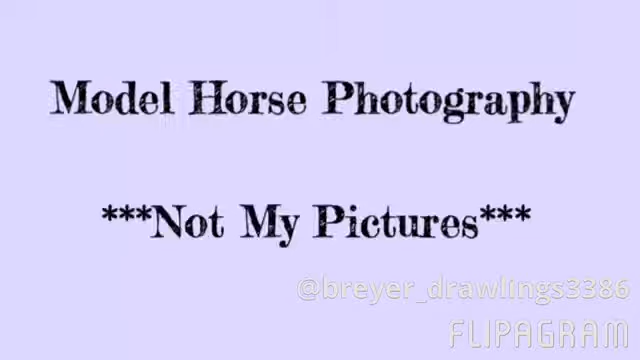 Model Horse Photography
***Not My Pictures***
@breyer_drawlings3386
FLIPAGRAM